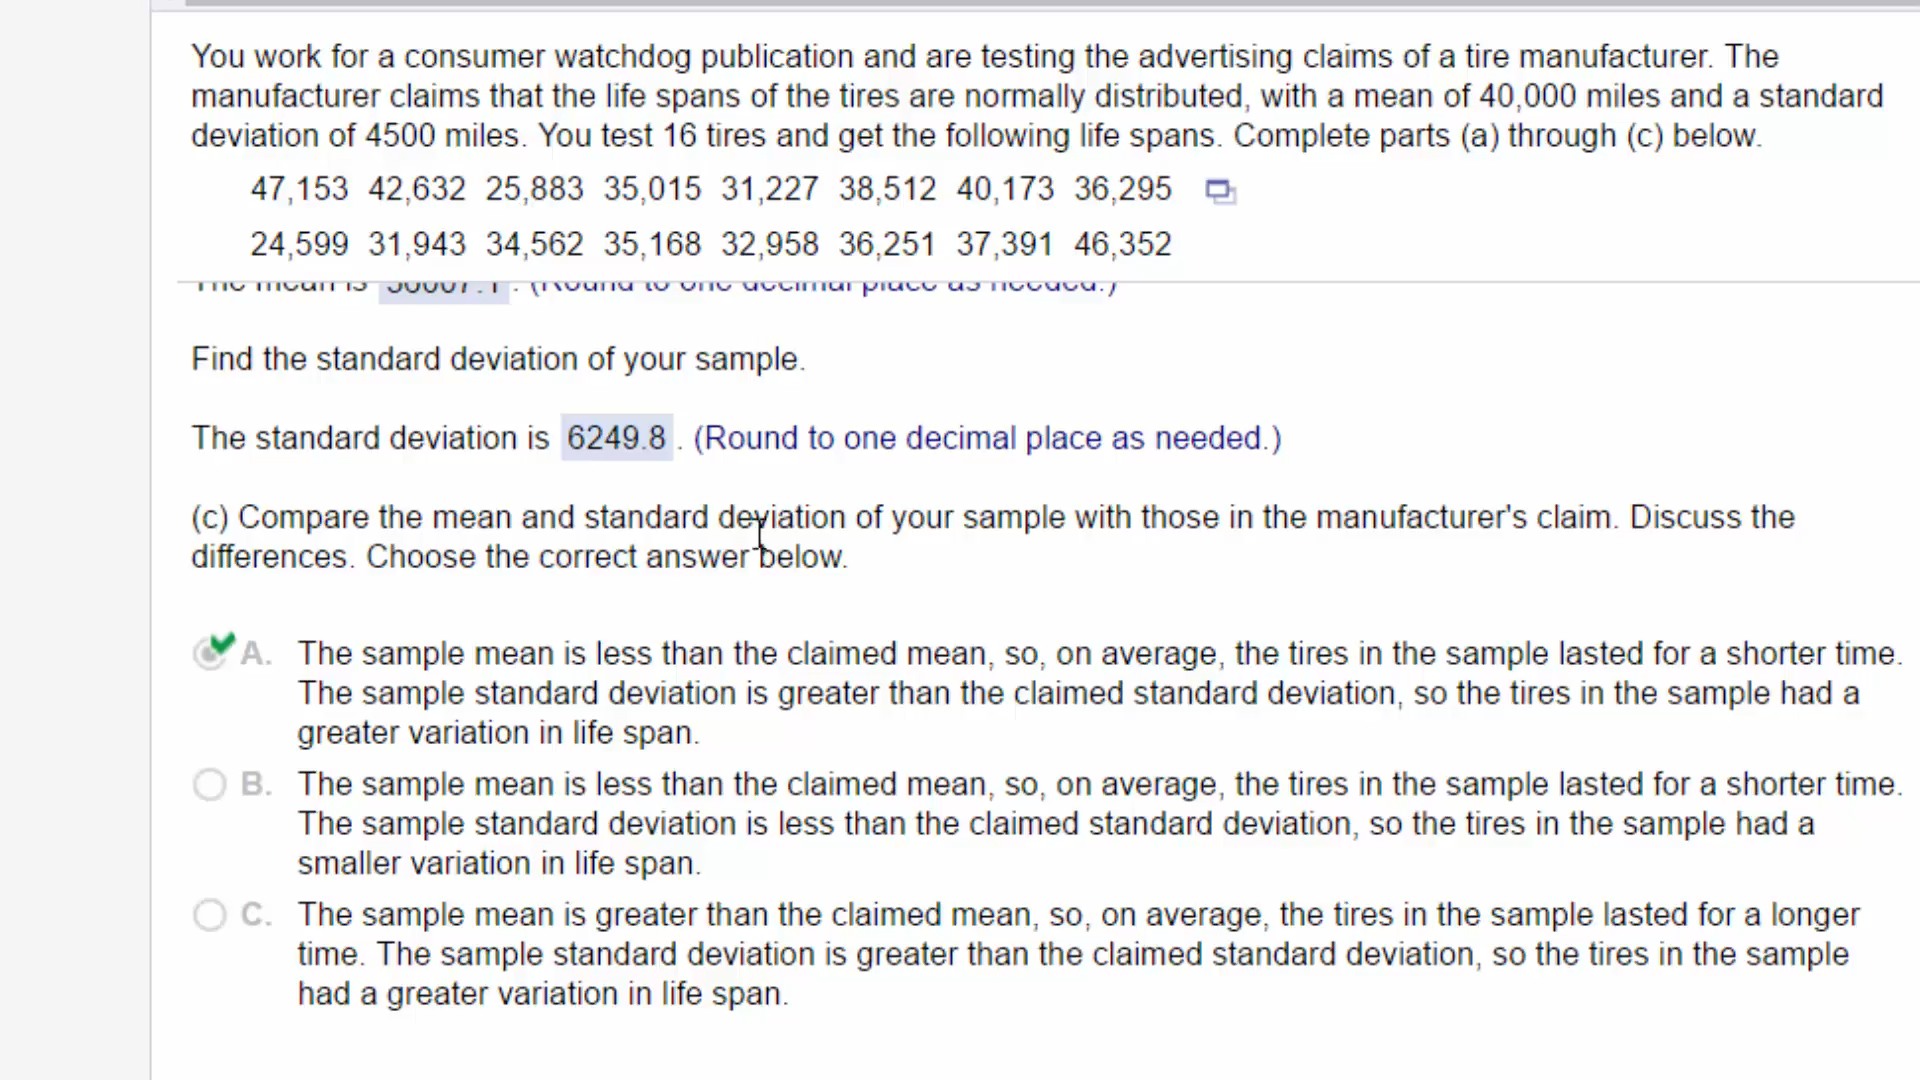 You work for a consumer watchdog publication and are testing the advertising claims of a tire manufacturer. The
manufacturer claims that the life spans of the tires are normally distributed, with a mean of 40,000 miles and a standard
deviation of 4500 miles. You test 16 tires and get the following life spans. Complete parts (a) through (c) below.
47,153 42,632 25,883 35,015 31,227 38,512 40,173 36,295
24,599 31,943 34,562 35,168 32,958 36,251 37,391 46,352
The mean is 36007.1. (Round to one decimal place as needed.)
Find the standard deviation of your sample.
The standard deviation is 6249.8. (Round to one decimal place as needed.)
(c) Compare the mean and standard deviation of your sample with those in the manufacturer's claim. Discuss the
differences. Choose the correct answer below.
A. The sample mean is less than the claimed mean, so, on average, the tires in the sample lasted for a shorter time.
The sample standard deviation is greater than the claimed standard deviation, so the tires in the sample had a
greater variation in life span.
B. The sample mean is less than the claimed mean, so, on average, the tires in the sample lasted for a shorter time.
The sample standard deviation is less than the claimed standard deviation, so the tires in the sample had a
smaller variation in life span.
C. The sample mean is greater than the claimed mean, so, on average, the tires in the sample lasted for a longer
time. The sample standard deviation is greater than the claimed standard deviation, so the tires in the sample
had a greater variation in life span.